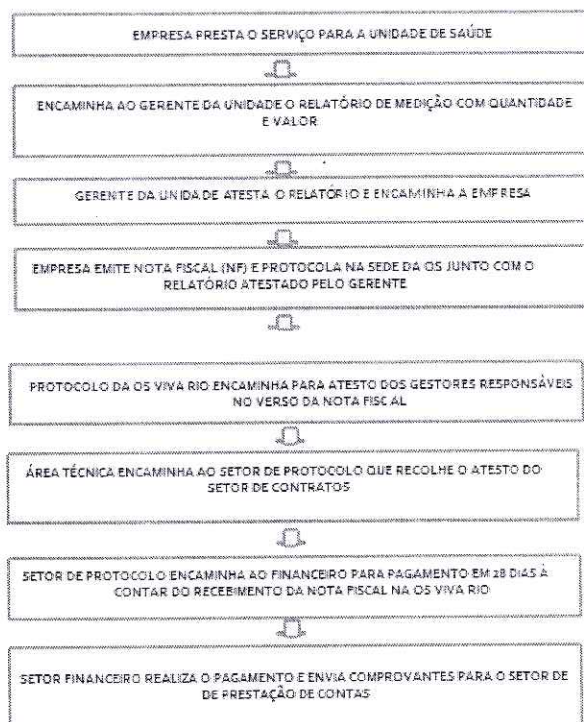 EMPRESA PRESTA O SERVIÇO PARA A UNIDADE DE SAÚDE
ENCAMINHA AO GERENTE DA UNIDADE O RELATÓRIO DE MEDIÇÃO COM QUANTIDADE
E VALOR
GERENTE DA UNIDADE ATESTA O RELATÓRIO E ENCAMINHA A EMPRESA
EMPRESA EMITE NOTA FISCAL (NF) E PROTOCOLA NA SEDE DA OS JUNTO COM O
RELATÓRIO ATESTADO PELO GERENTE
PROTOCOLO DA OS VIVA RIO ENCAMINHA PARA ATESTO DOS GESTORES RESPONSÁVEIS
NO VERSO DA NOTA FISCAL
ÁREA TÉCNICA ENCAMINHA AO SETOR DE PROTOCOLO QUE RECOLHE O ATESTO DO
SETOR DE CONTRATOS
SETOR DE PROTOCOLO ENCAMINHA AO FINANCEIRO PARA PAGAMENTO EM 28 DIAS À
CONTAR DO RECEBIMENTO DA NOTA FISCAL NA OS VIVA RIO
SETOR FINANCEIRO REALIZA O PAGAMENTO E ENVIA COMPROVANTES PARA O SETOR DE
DE PRESTAÇÃO DE CONTAS